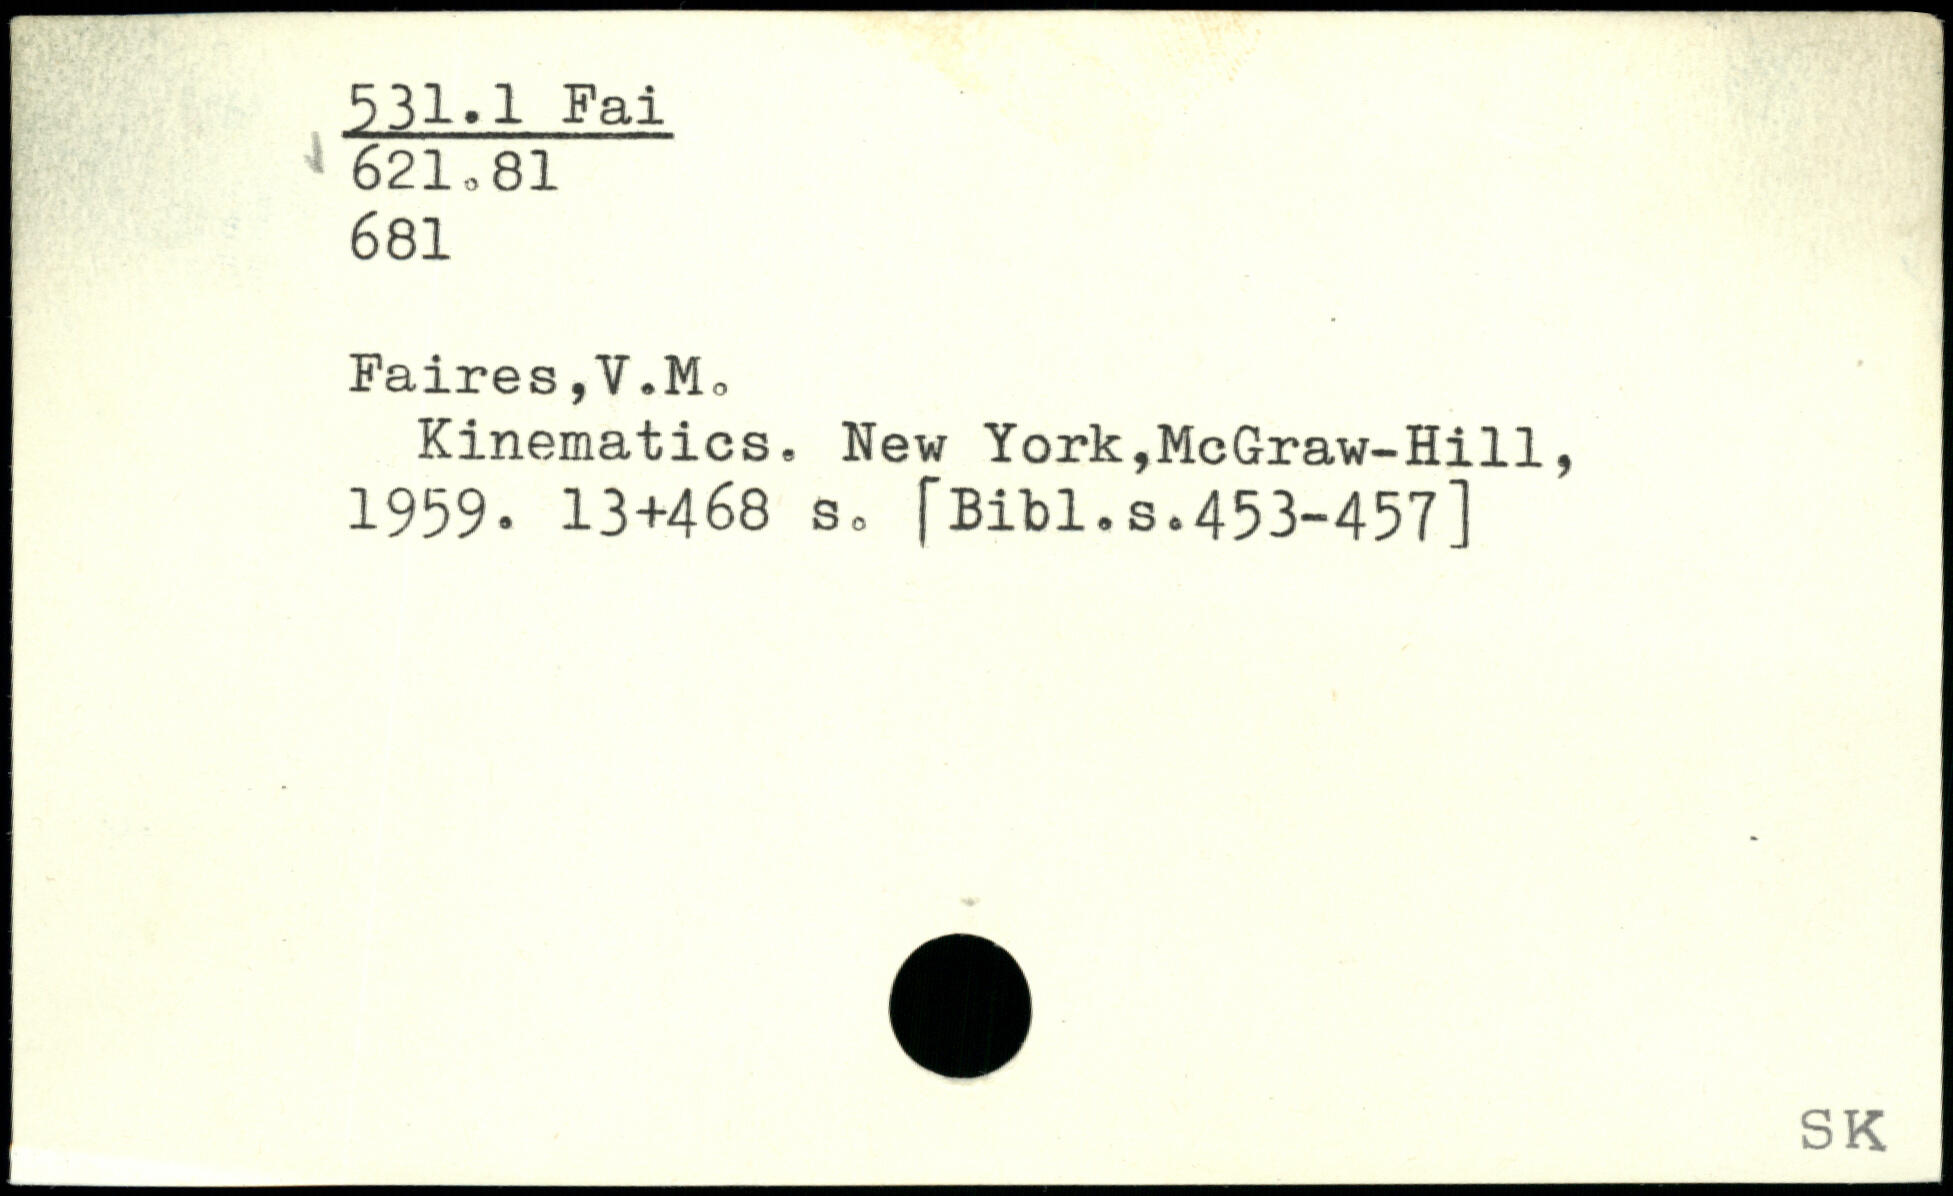 531.1 Fai
621.81
681
Faires,V.M.
Kinematics. New York,McGraw-Hill,
1959. 13+468 s. [Bibl.s.453-457]
SK